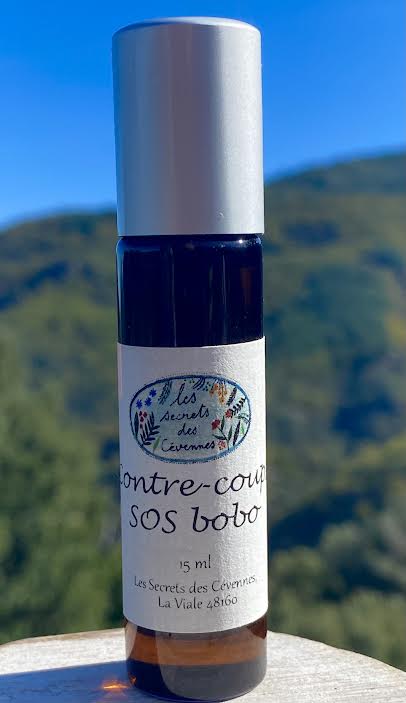 les
secrets
des
Cévennes
Contre-coup
SOS bobo
15 ml
Les Secrets des Cévennes,
La Viale 48160